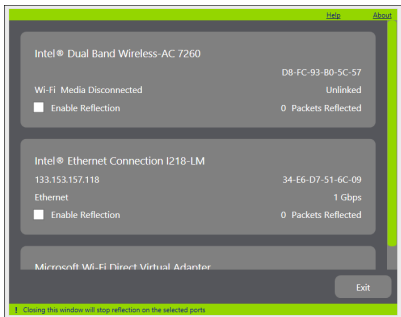 Help About
Intel® Dual Band Wireless-AC 7260
D8-FC-93-B0-5C-57
Wi-Fi Media Disconnected Unlinked
Enable Reflection 0 Packets Reflected
Intel® Ethernet Connection I218-LM
133.153.157.118 34-E6-D7-51-6C-09
Ethernet 1 Gbps
Enable Reflection 0 Packets Reflected
Microsoft Wi-Fi Direct Virtual Adapter
Exit
! Closing this window will stop reflection on the selected ports